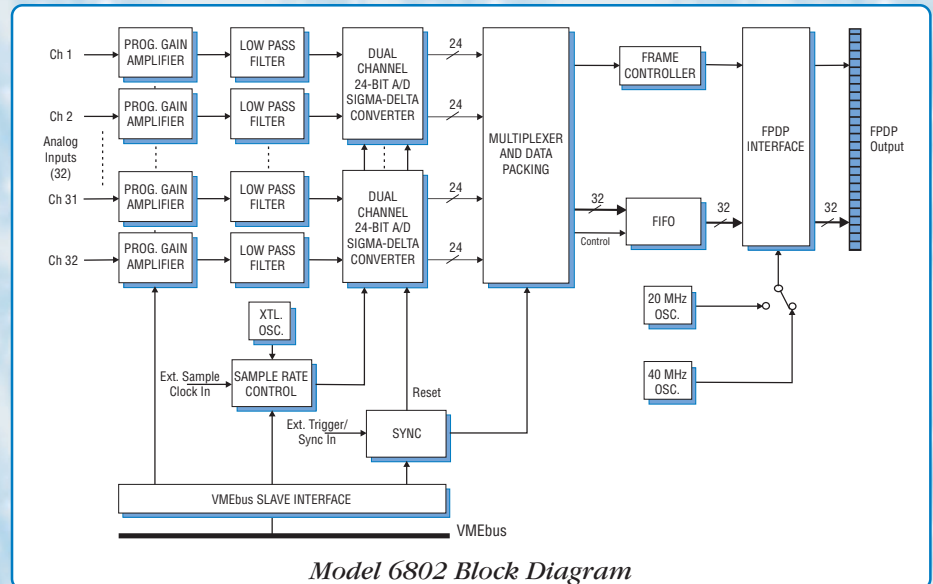 Ch 1
PROG. GAIN
AMPLIFIER
LOW PASS
FILTER
DUAL
CHANNEL
24-BIT A/D
SIGMA-DELTA
CONVERTER
24
Ch 2
PROG. GAIN
AMPLIFIER
LOW PASS
FILTER
24
Analog
Inputs
(32)
Ch 31
PROG. GAIN
AMPLIFIER
LOW PASS
FILTER
DUAL
CHANNEL
24-BIT A/D
SIGMA-DELTA
CONVERTER
24
Ch 32
PROG. GAIN
AMPLIFIER
LOW PASS
FILTER
24
MULTIPLEXER
AND DATA
PACKING
FRAME
CONTROLLER
32
Control
FIFO
32
FPDP
INTERFACE
FPDP
Output
32
20 MHz
OSC.
40 MHz
OSC.
XTL.
OSC.
Ext. Sample
Clock In
SAMPLE RATE
CONTROL
Reset
Ext. Trigger/
Sync In
SYNC
VMEbus SLAVE INTERFACE
VMEbus
Model 6802 Block Diagram